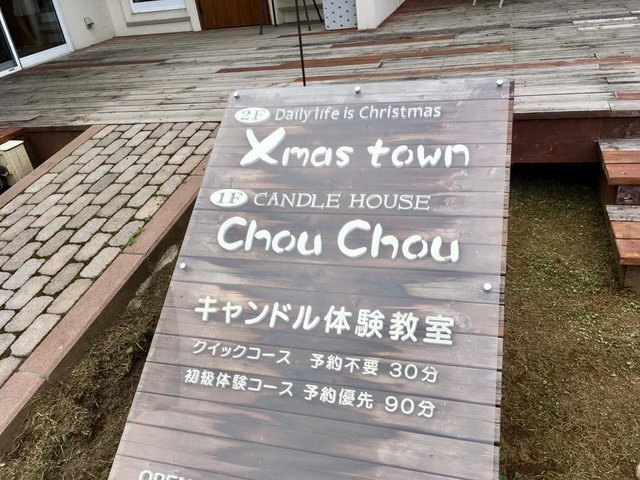 2F Daily life is Christmas
Xmas town
1F CANDLE HOUSE
Chou Chou
キャンドル体験教室
クイックコース 予約不要 30分
初級体験コース 予約優先 90分
OPEN